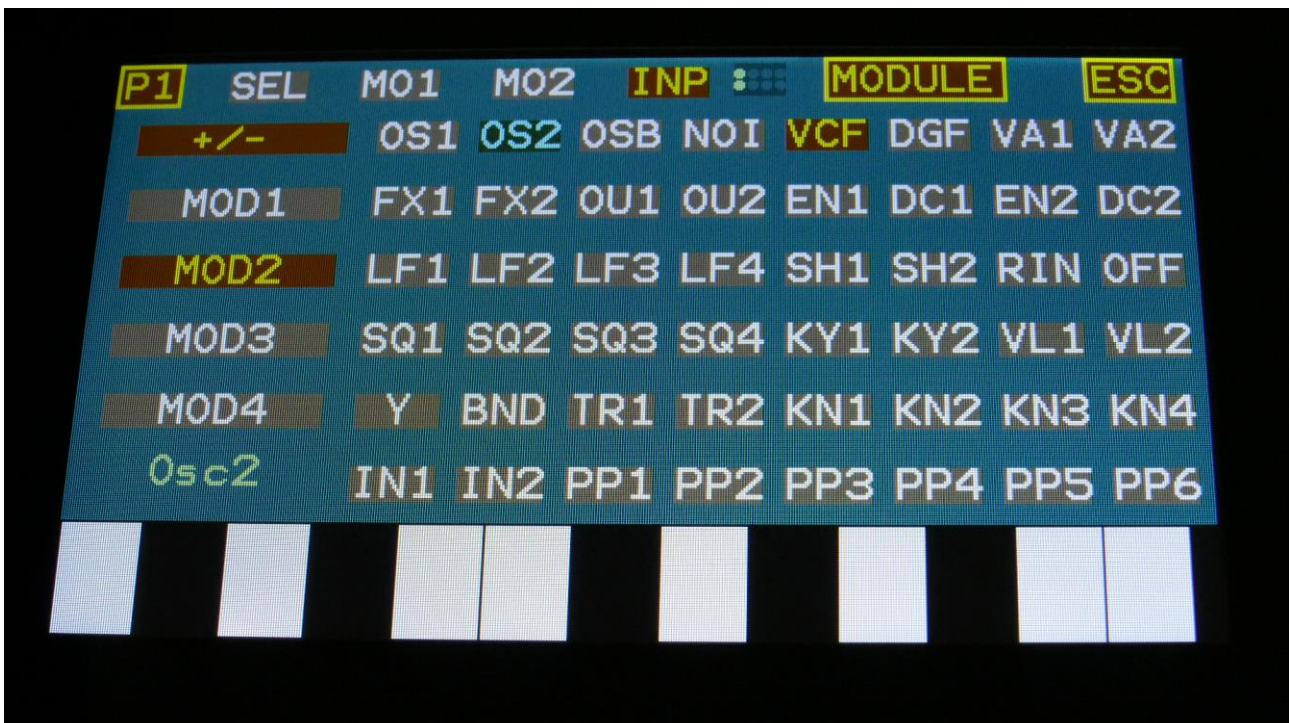 P1 SEL MO1 MO2 INP MODULE ESC
+/- OS1 OS2 OSB NOI VCF DGF VA1 VA2
MOD1 FX1 FX2 OU1 OU2 EN1 DC1 EN2 DC2
MOD2 LF1 LF2 LF3 LF4 SH1 SH2 RIN OFF
MOD3 SQ1 SQ2 SQ3 SQ4 KY1 KY2 VL1 VL2
MOD4 Y BND TR1 TR2 KN1 KN2 KN3 KN4
Osc2 IN1 IN2 PP1 PP2 PP3 PP4 PP5 PP6